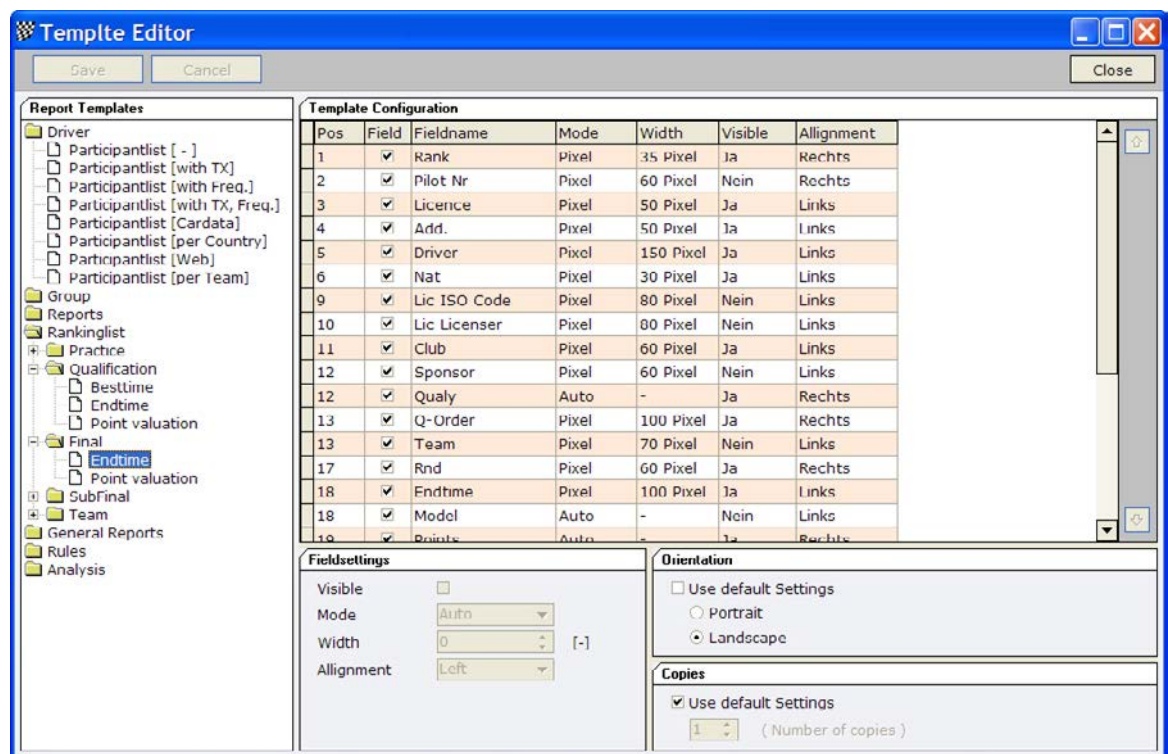 Templte Editor
Save Cancel Close
Report Templates
Driver
Participantlist [ - ]
Participantlist [with TX]
Participantlist [with Freq.]
Participantlist [with TX, Freq.]
Participantlist [Cardata]
Participantlist [per Country]
Participantlist [Web]
Participantlist [per Team]
Group
Reports
Rankinglist
Practice
Qualification
Besttime
Endtime
Point valuation
Final
Endtime
Point valuation
SubFinal
Team
General Reports
Rules
Analysis
Template Configuration
Pos Field Fieldname Mode Width Visible Allignment
1 Rank Pixel 35 Pixel Ja Rechts
2 Pilot Nr Pixel 60 Pixel Nein Rechts
3 Licence Pixel 50 Pixel Ja Links
4 Add. Pixel 50 Pixel Ja Links
5 Driver Pixel 150 Pixel Ja Links
6 Nat Pixel 30 Pixel Ja Links
9 Lic ISO Code Pixel 80 Pixel Nein Links
10 Lic Licenser Pixel 80 Pixel Nein Links
11 Club Pixel 60 Pixel Ja Links
12 Sponsor Pixel 60 Pixel Nein Links
12 Qualy Auto - Ja Rechts
13 Q-Order Pixel 100 Pixel Ja Rechts
13 Team Pixel 70 Pixel Nein Links
17 Rnd Pixel 60 Pixel Ja Rechts
18 Endtime Pixel 100 Pixel Ja Links
18 Model Auto - Nein Links
19 Points Auto - Ja Rechts
Fieldsettings
Visible
Mode Auto
Width 0 [-]
Allignment Left
Orientation
Use default Settings
Portrait
Landscape
Copies
Use default Settings
1 ( Number of copies )